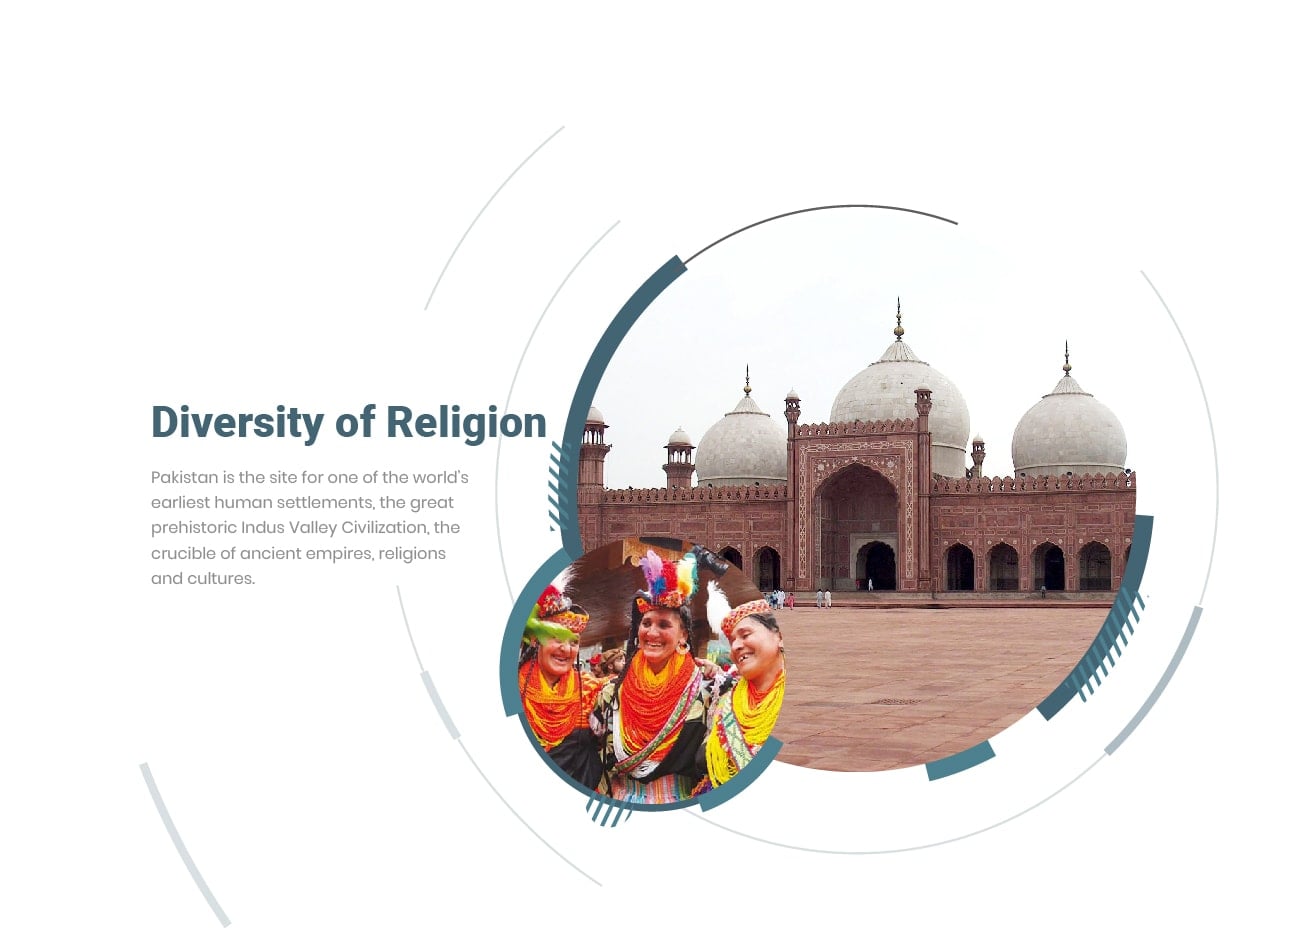 Diversity of Religion
Pakistan is the site for one of the world's
earliest human settlements, the great
prehistoric Indus Valley Civilization, the
crucible of ancient empires, religions
and cultures.